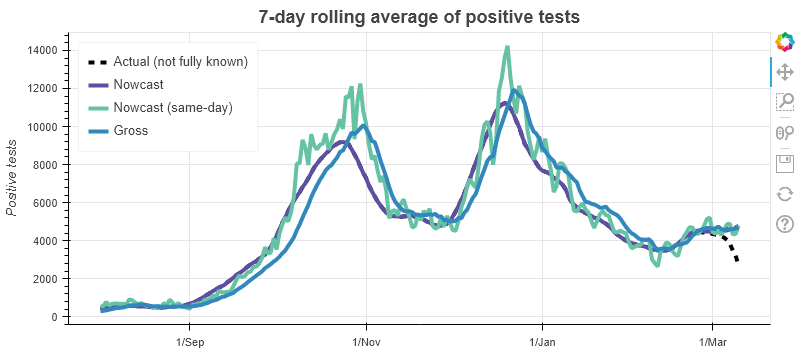 7-day rolling average of positive tests
Actual (not fully known)
Nowcast
Nowcast (same-day)
Gross
Positive tests
14000
12000
10000
8000
6000
4000
2000
0
1/Sep
1/Nov
1/Jan
1/Mar